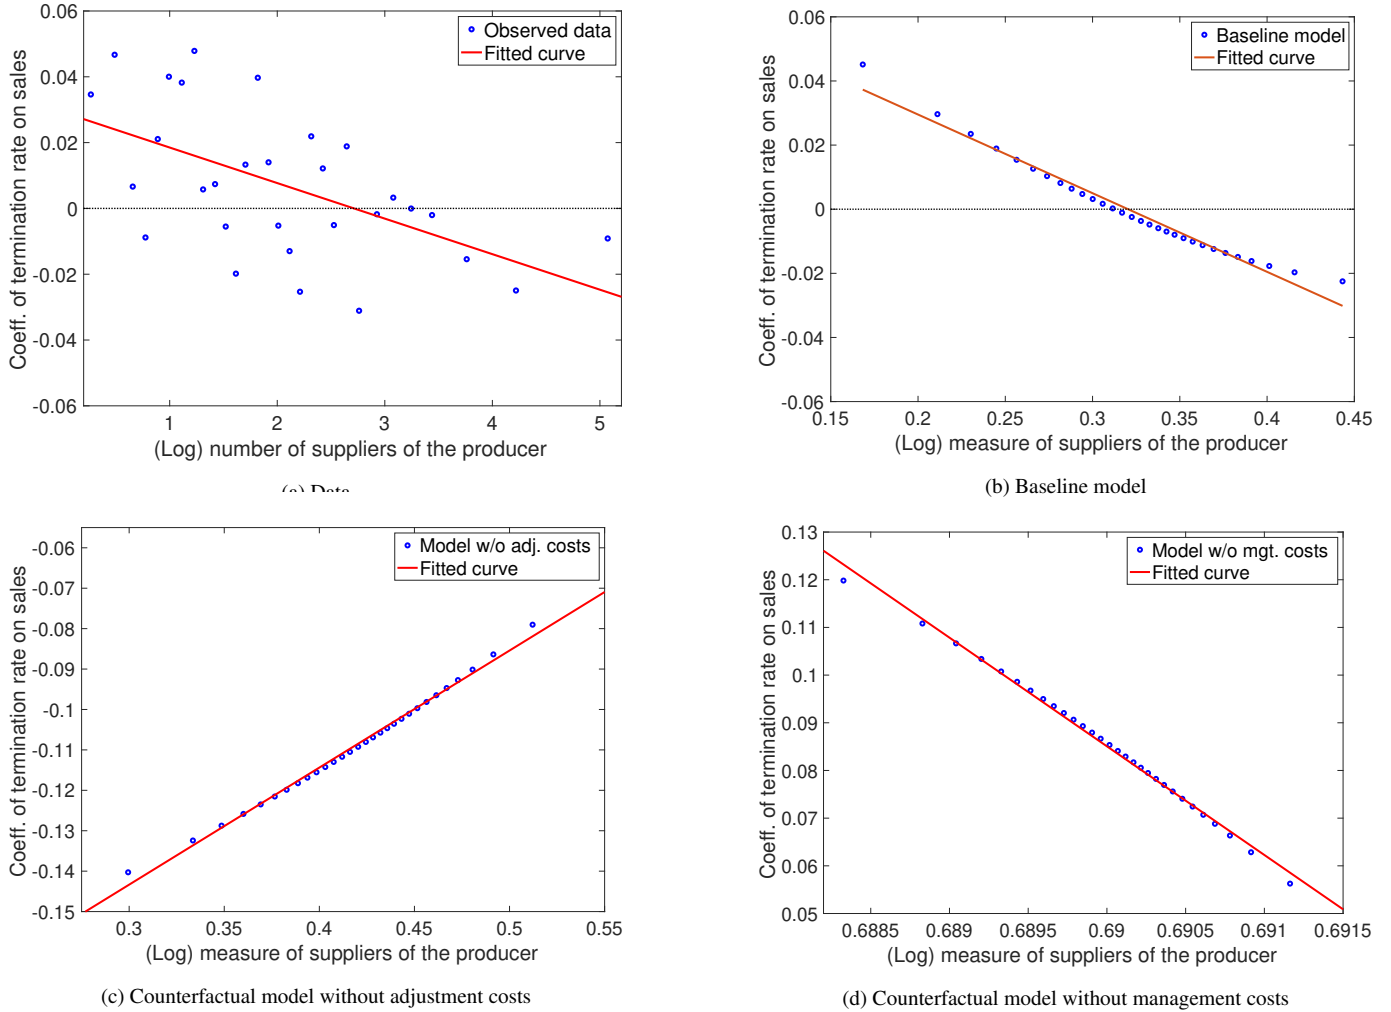 0.06
0.04
0.02
0
-0.02
-0.04
-0.06
Coeff. of termination rate on sales
Observed data
Fitted curve
1 2 3 4 5
(Log) number of suppliers of the producer
(a) Data
0.06
0.04
0.02
0
-0.02
-0.04
-0.06
Coeff. of termination rate on sales
Baseline model
Fitted curve
0.15 0.2 0.25 0.3 0.35 0.4 0.45
(Log) measure of suppliers of the producer
(b) Baseline model
-0.06
-0.07
-0.08
-0.09
-0.1
-0.11
-0.12
-0.13
-0.14
-0.15
Coeff. of termination rate on sales
Model w/o adj. costs
Fitted curve
0.3 0.35 0.4 0.45 0.5 0.55
(Log) measure of suppliers of the producer
(c) Counterfactual model without adjustment costs
0.13
0.12
0.11
0.1
0.09
0.08
0.07
0.06
0.05
Coeff. of termination rate on sales
Model w/o mgt. costs
Fitted curve
0.6885 0.689 0.6895 0.69 0.6905 0.691 0.6915
(Log) measure of suppliers of the producer
(d) Counterfactual model without management costs